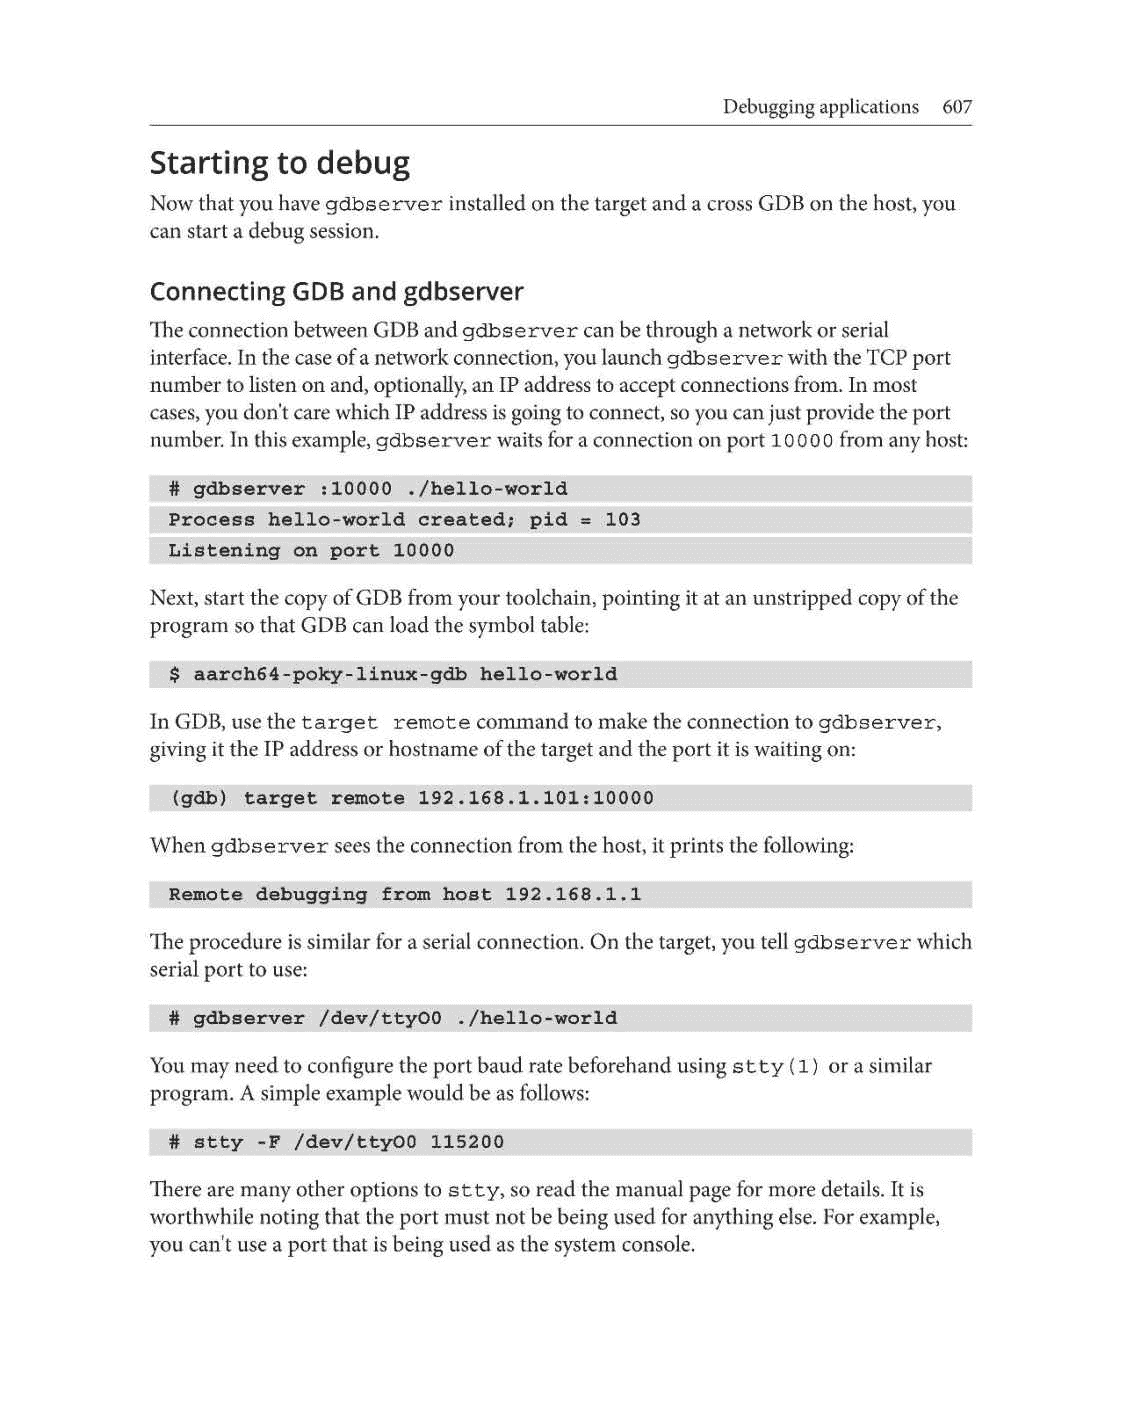 Debugging applications 607
Starting to debug
Now that you have gdbserver installed on the target and a cross GDB on the host, you
can start a debug session.
Connecting GDB and gdbserver
The connection between GDB and gdbserver can be through a network or serial
interface. In the case of a network connection, you launch gdbserver with the TCP port
number to listen on and, optionally, an IP address to accept connections from. In most
cases, you don't care which IP address is going to connect, so you can just provide the port
number. In this example, gdbserver waits for a connection on port 10000 from any host:
# gdbserver :10000 ./hello-world
Process hello-world created; pid = 103
Listening on port 10000
Next, start the copy of GDB from your toolchain, pointing it at an unstripped copy of the
program so that GDB can load the symbol table:
$ aarch64-poky-linux-gdb hello-world
In GDB, use the target remote command to make the connection to gdbserver,
giving it the IP address or hostname of the target and the port it is waiting on:
(gdb) target remote 192.168.1.101:10000
When gdbserver sees the connection from the host, it prints the following:
Remote debugging from host 192.168.1.1
The procedure is similar for a serial connection. On the target, you tell gdbserver which
serial port to use:
# gdbserver /dev/ttyO0 ./hello-world
You may need to configure the port baud rate beforehand using stty(1) or a similar
program. A simple example would be as follows:
# stty -F /dev/ttyO0 115200
There are many other options to stty, so read the manual page for more details. It is
worthwhile noting that the port must not be being used for anything else. For example,
you can't use a port that is being used as the system console.